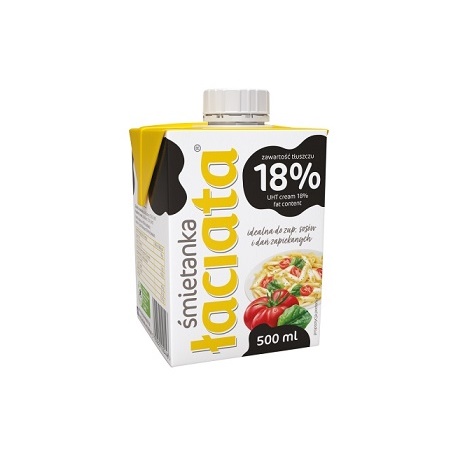 śmietanka
łaciata®
zawartość tłuszczu
18%
UHT cream 18%
fat content
idealna do zup, sosów
i dań zapiekanych
500 ml